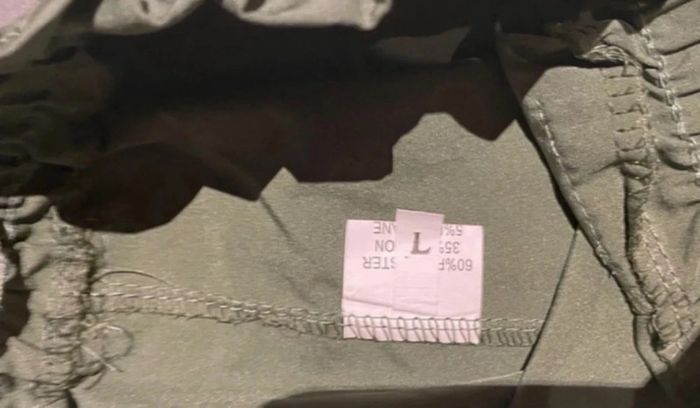 L
60% STER
35% ON
5% ANE